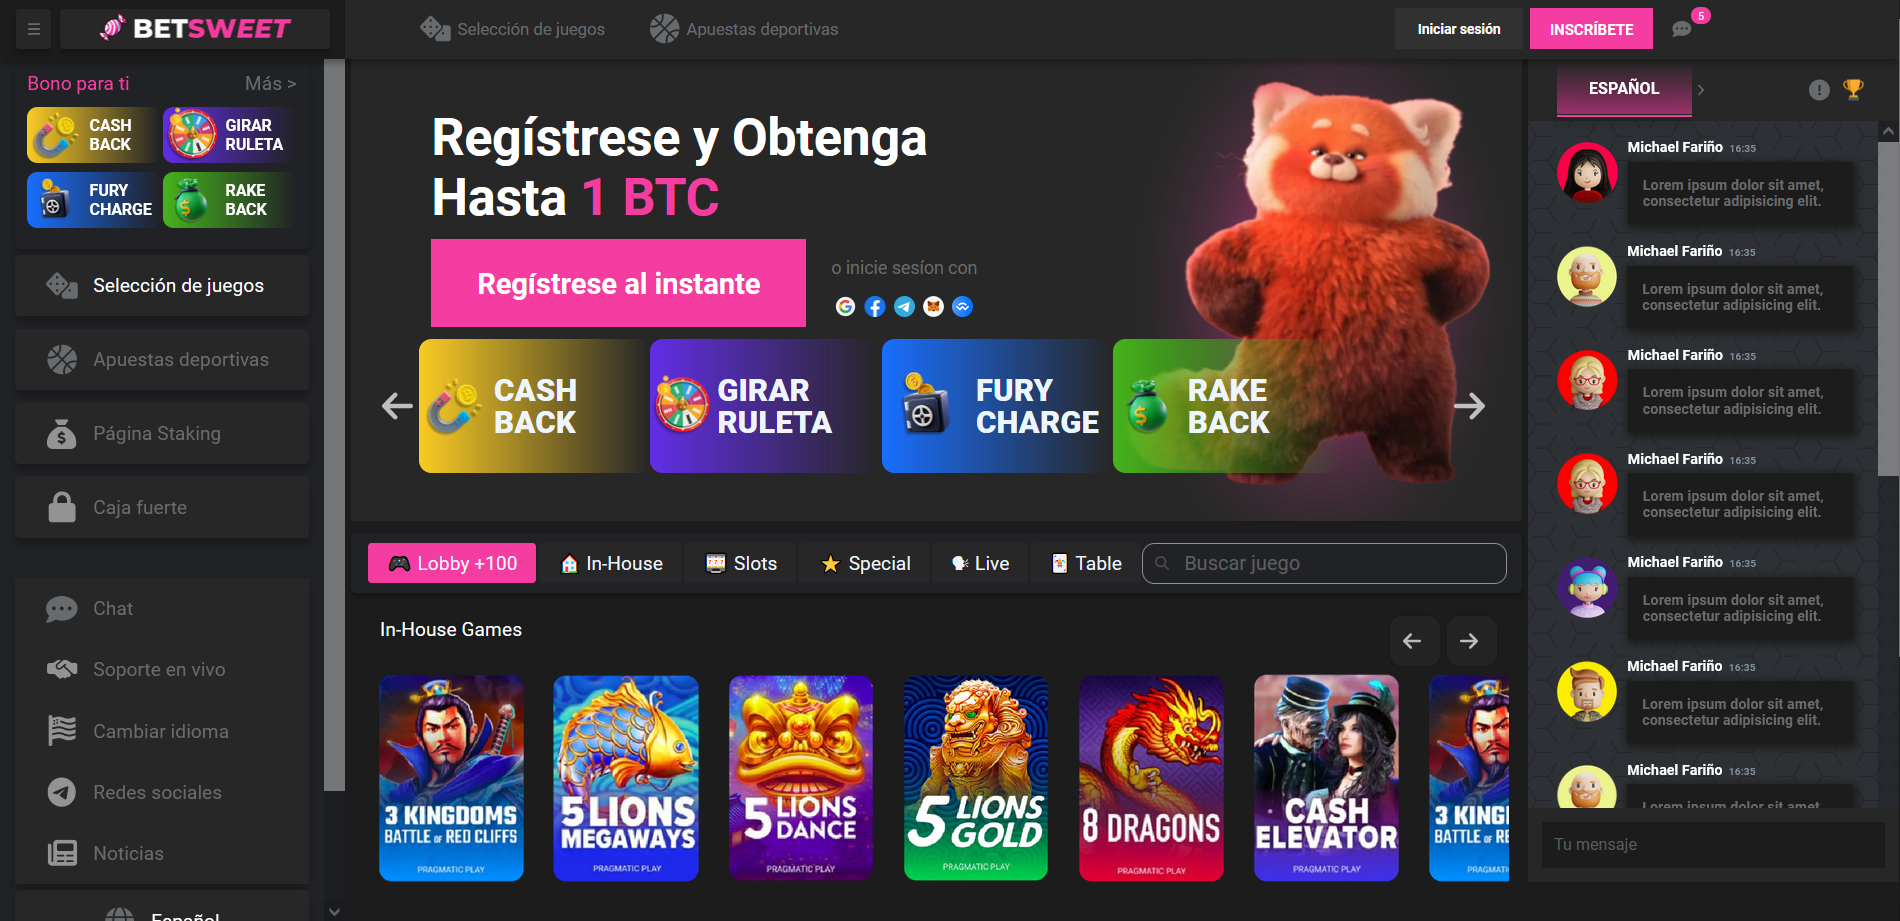 BETSWEET
Selección de juegos
Apuestas deportivas
Iniciar sesión
INSCRÍBETE
5
Bono para ti
Más >
CASH
BACK
GIRAR
RULETA
FURY
CHARGE
RAKE
BACK
Selección de juegos
Apuestas deportivas
Página Staking
Caja fuerte
Chat
Soporte en vivo
Cambiar idioma
Redes sociales
Noticias
Español
Regístrese y Obtenga
Hasta 1 BTC
Regístrese al instante
o inicie sesíon con
CASH
BACK
GIRAR
RULETA
FURY
CHARGE
RAKE
BACK
Lobby +100
In-House
Slots
Special
Live
Table
Buscar juego
In-House Games
3 KINGDOMS
BATTLE OF RED CLIFFS
PRAGMATIC PLAY
5 LIONS
MEGAWAYS
PRAGMATIC PLAY
5 LIONS
DANCE
PRAGMATIC PLAY
5 LIONS
GOLD
PRAGMATIC PLAY
8 DRAGONS
PRAGMATIC PLAY
CASH
ELEVATOR
PRAGMATIC PLAY
3 KING
BATTLE OF RE
ESPAÑOL
Michael Fariño 16:35
Lorem ipsum dolor sit amet,
consectetur adipisicing elit.
Michael Fariño 16:35
Lorem ipsum dolor sit amet,
consectetur adipisicing elit.
Michael Fariño 16:35
Lorem ipsum dolor sit amet,
consectetur adipisicing elit.
Michael Fariño 16:35
Lorem ipsum dolor sit amet,
consectetur adipisicing elit.
Michael Fariño 16:35
Lorem ipsum dolor sit amet,
consectetur adipisicing elit.
Michael Fariño 16:35
Lorem ipsum dolor sit amet,
consectetur adipisicing elit.
Michael Fariño 16:35
Lorem ipsum dolor sit amet,
Tu mensaje